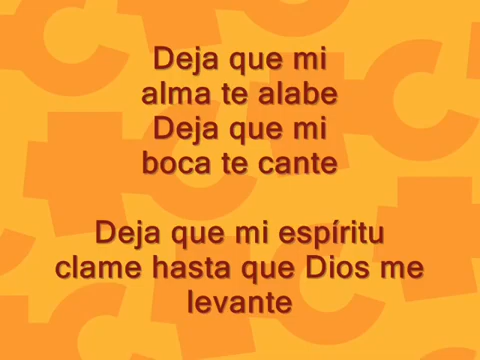 Deja que mi
alma te alabe
Deja que mi
boca te cante
Deja que mi espíritu
clame hasta que Dios me
levante